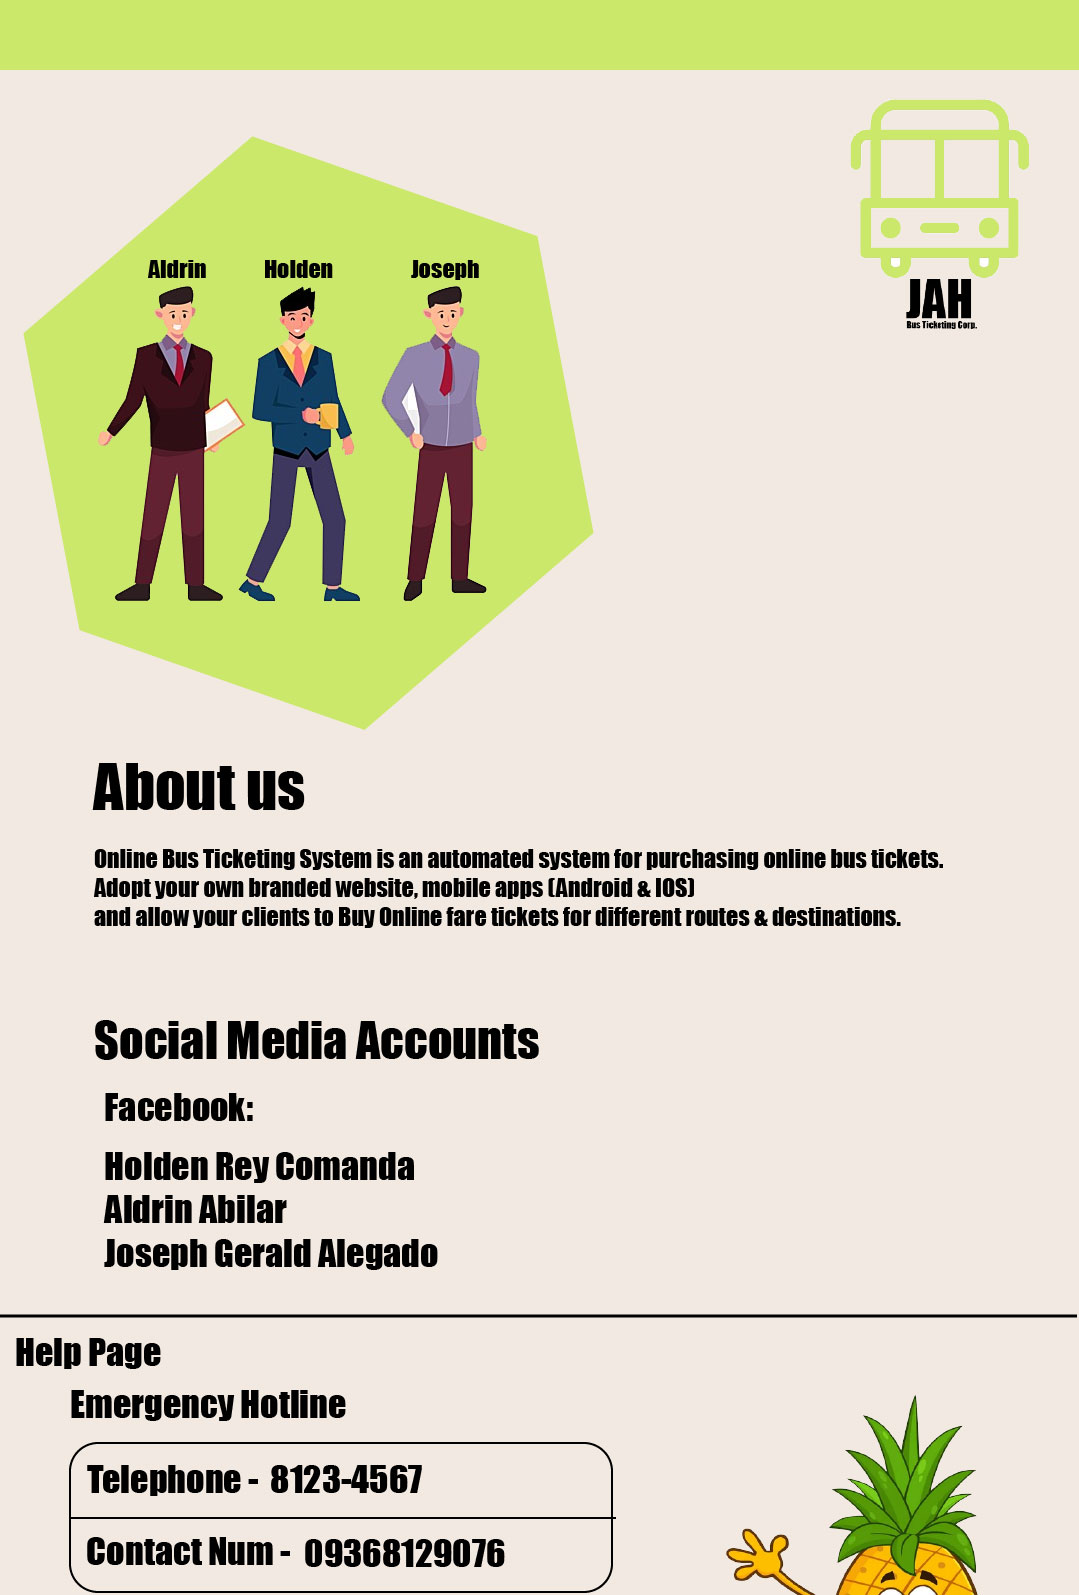 JAH
Bus Ticketing Corp.
Aldrin Holden Joseph
About us
Online Bus Ticketing System is an automated system for purchasing online bus tickets.
Adopt your own branded website, mobile apps (Android & IOS)
and allow your clients to Buy Online fare tickets for different routes & destinations.
Social Media Accounts
Facebook:
Holden Rey Comanda
Aldrin Abilar
Joseph Gerald Alegado
Help Page
Emergency Hotline
Telephone - 8123-4567
Contact Num - 09368129076